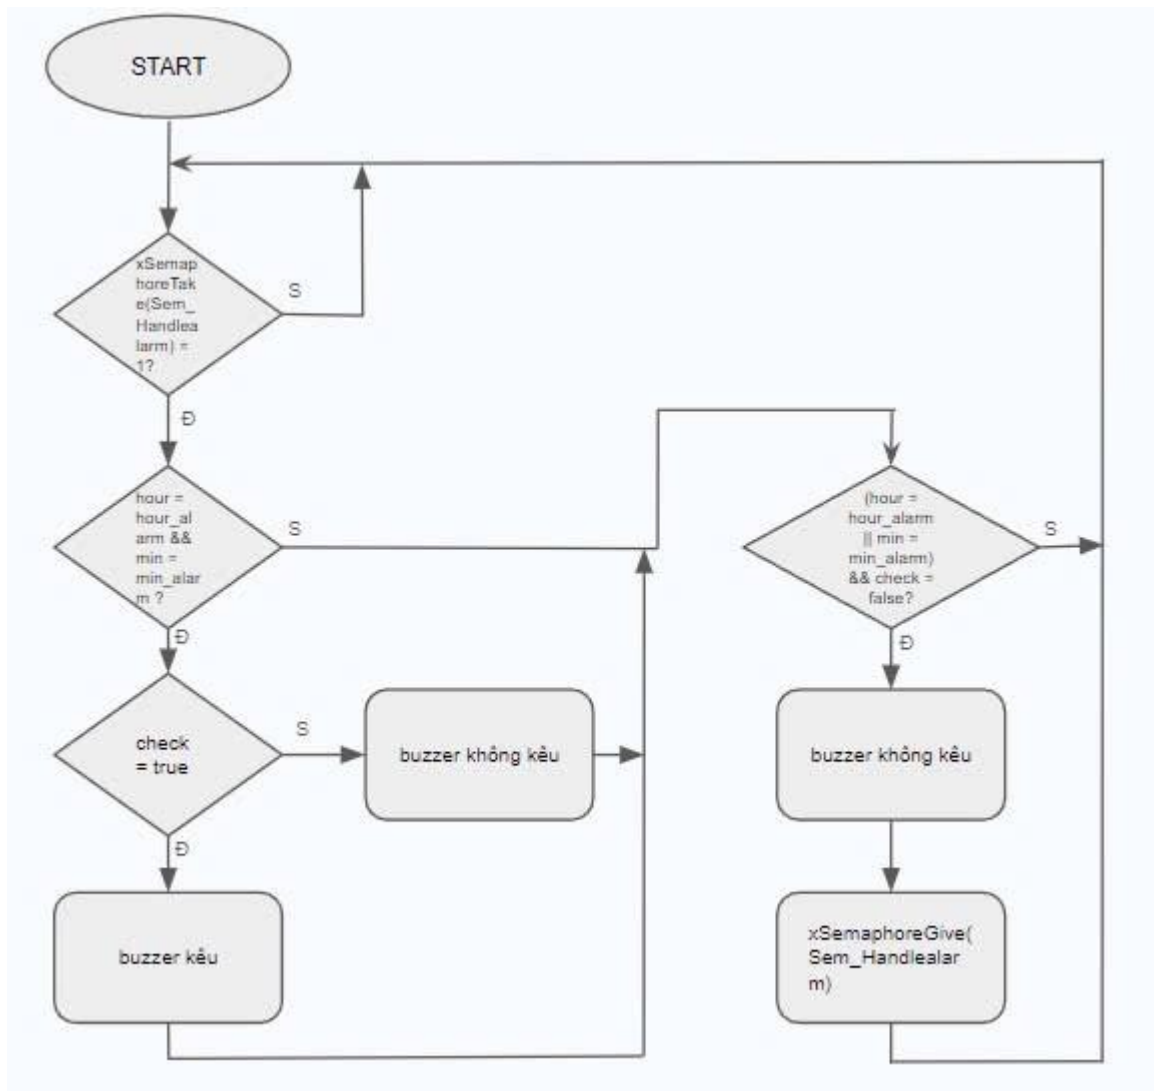 START
xSemap
horeTak
e(Sem_
Handlea
larm) =
1?
S
Đ
hour =
hour_al
arm &&
min =
min_alar
m ?
S
Đ
check
= true
S
buzzer không kêu
Đ
buzzer kêu
(hour =
hour_alarm
|| min =
min_alarm)
&& check =
false?
S
Đ
buzzer không kêu
xSemaphoreGive(
Sem_Handlealar
m)